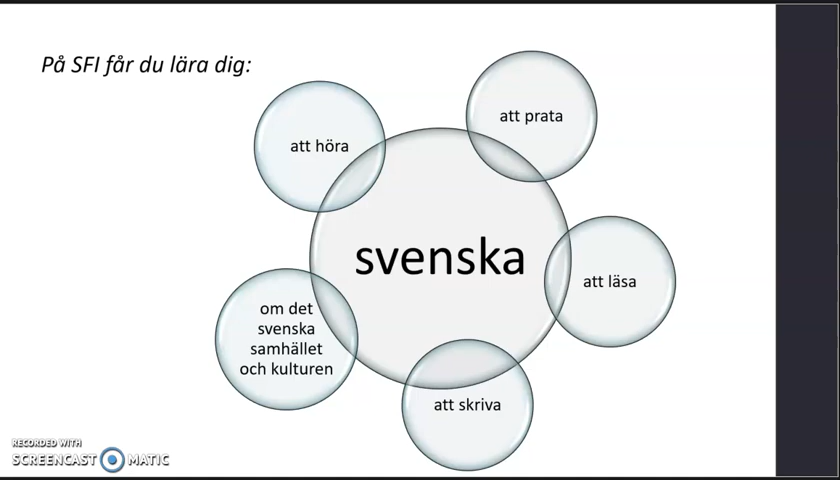 På SFI får du lära dig:
att prata
att höra
svenska
att läsa
om det
svenska
samhället
och kulturen
att skriva
RECORDED WITH
SCREENCAST MATIC